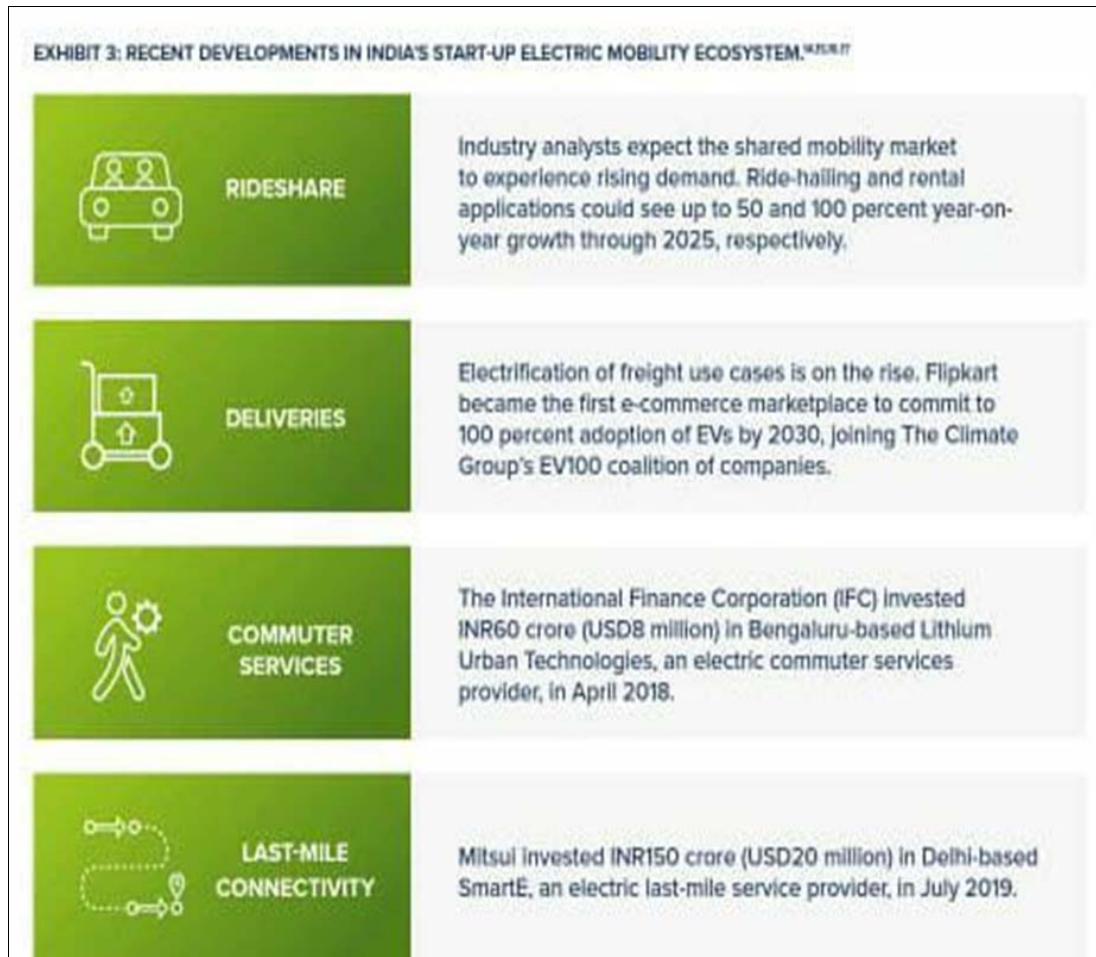 EXHIBIT 3: RECENT DEVELOPMENTS IN INDIA'S START-UP ELECTRIC MOBILITY ECOSYSTEM.
RIDESHARE
Industry analysts expect the shared mobility market
to experience rising demand. Ride-hailing and rental
applications could see up to 50 and 100 percent year-on-
year growth through 2025, respectively.
DELIVERIES
Electrification of freight use cases is on the rise. Flipkart
became the first e-commerce marketplace to commit to
100 percent adoption of EVs by 2030, joining The Climate
Group's EV100 coalition of companies.
COMMUTER
SERVICES
The International Finance Corporation (IFC) invested
INR60 crore (USD8 million) in Bengaluru-based Lithium
Urban Technologies, an electric commuter services
provider, in April 2018.
LAST-MILE
CONNECTIVITY
Mitsui invested INR150 crore (USD20 million) in Delhi-based
SmartE, an electric last-mile service provider, in July 2019.